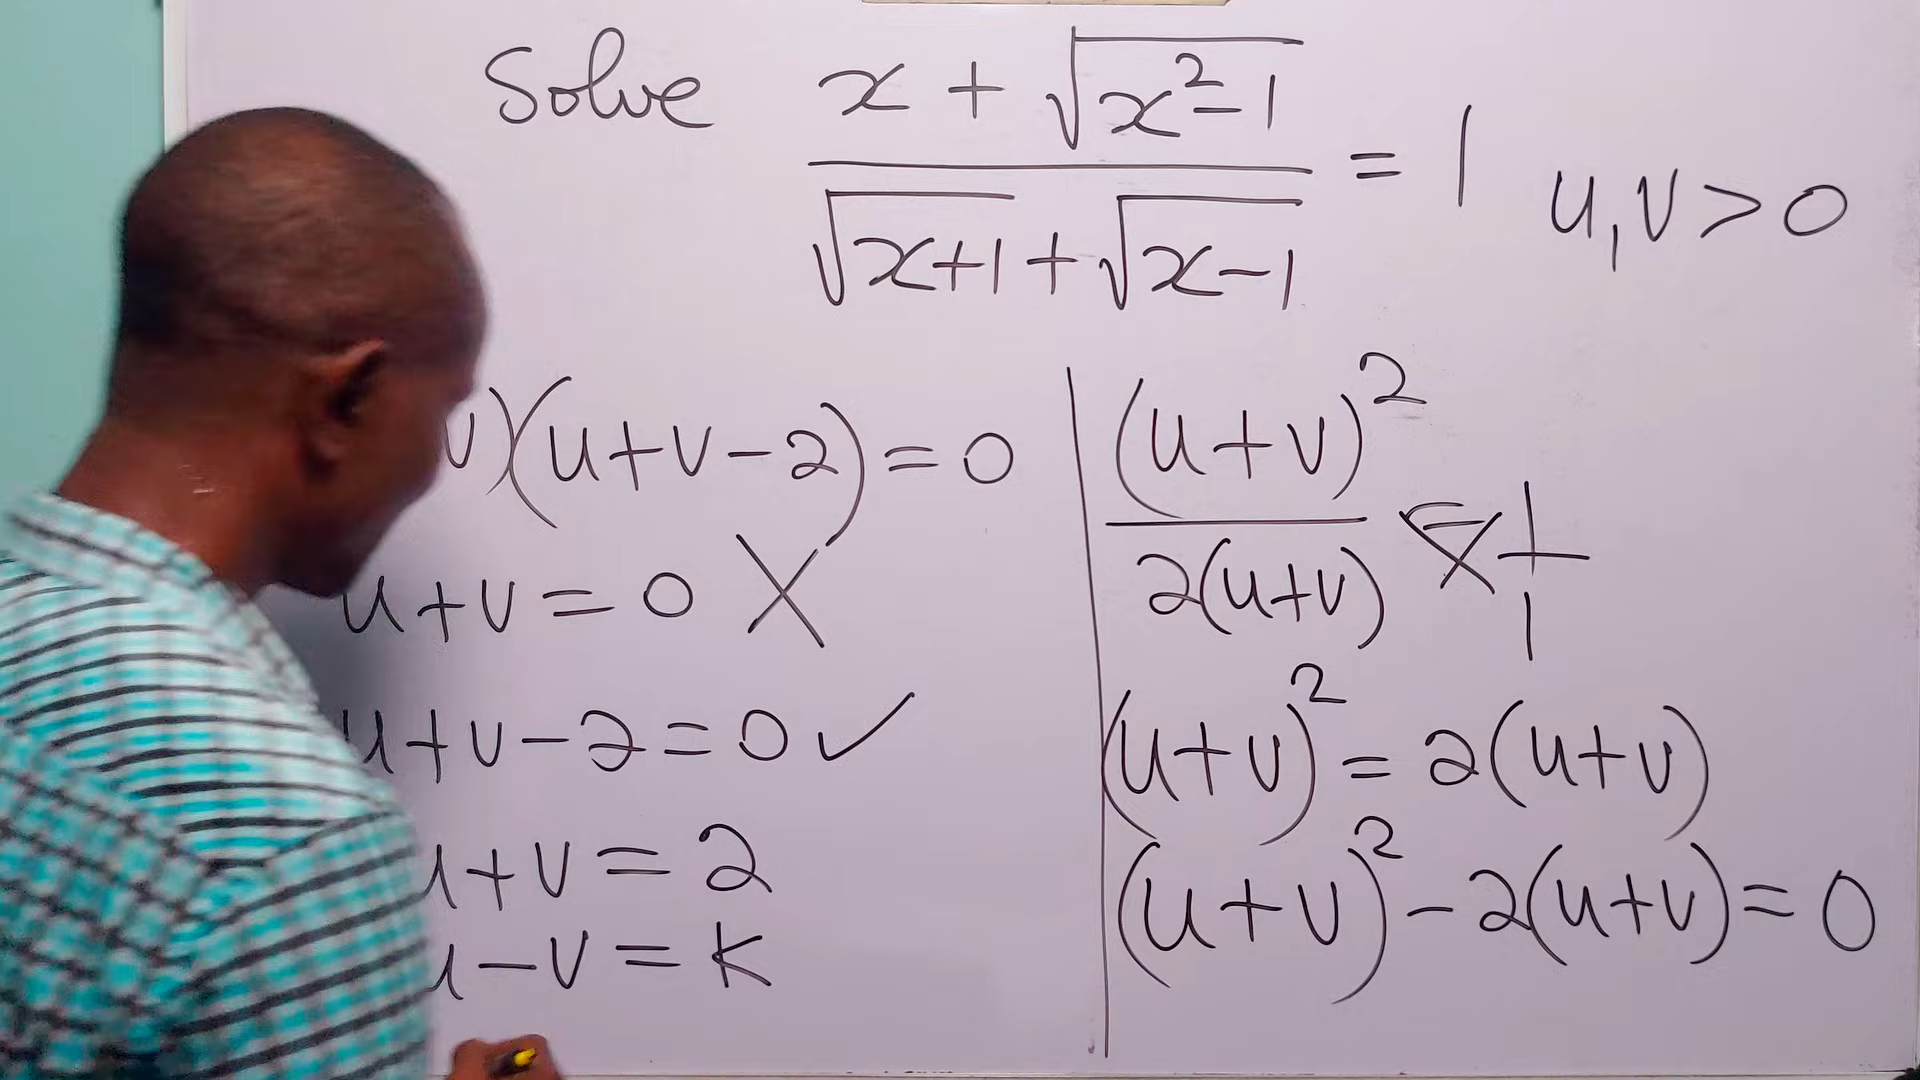 Solve x + √(x² - 1) / (√(x+1) + √(x-1)) = 1
u, v > 0
v)(u+v-2) = 0
u+v = 0 X
u+v-2 = 0 ✓
u+v = 2
u-v = k
(u+v)² / 2(u+v) = 1/1
(u+v)² = 2(u+v)
(u+v)² - 2(u+v) = 0